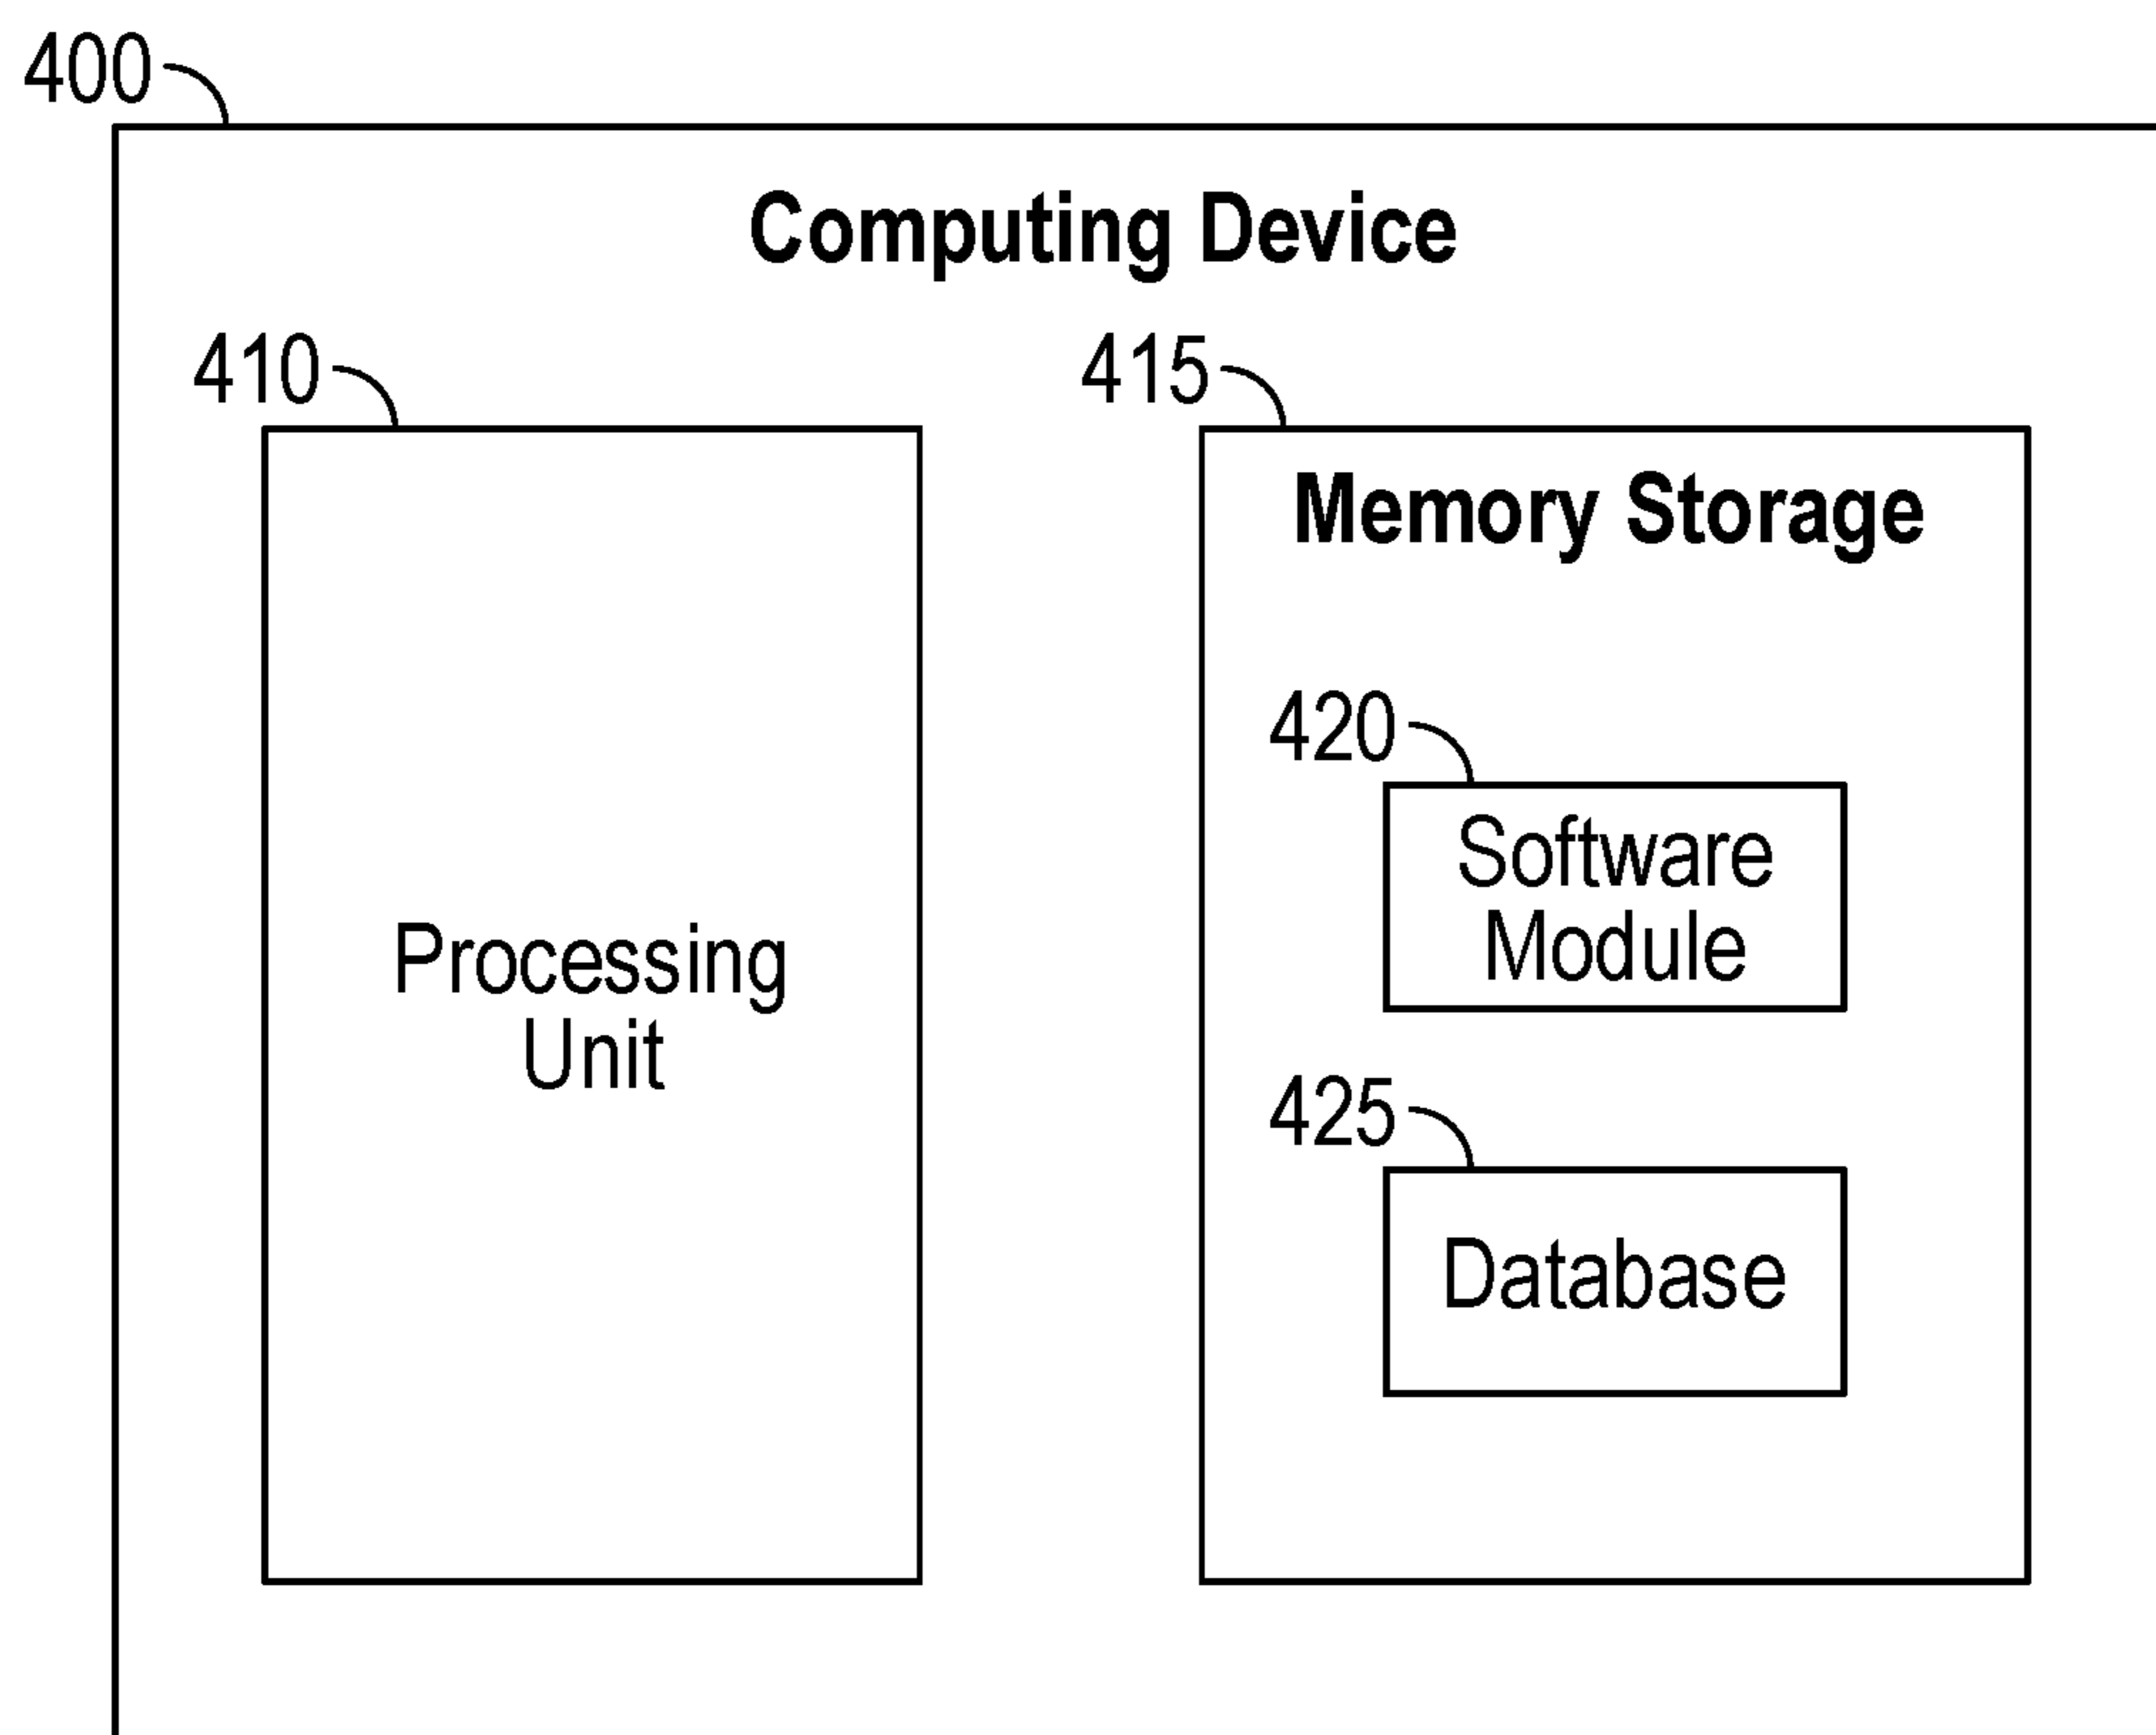 400
Computing Device
410
415
Memory Storage
420
Software
Module
Processing
Unit
425
Database